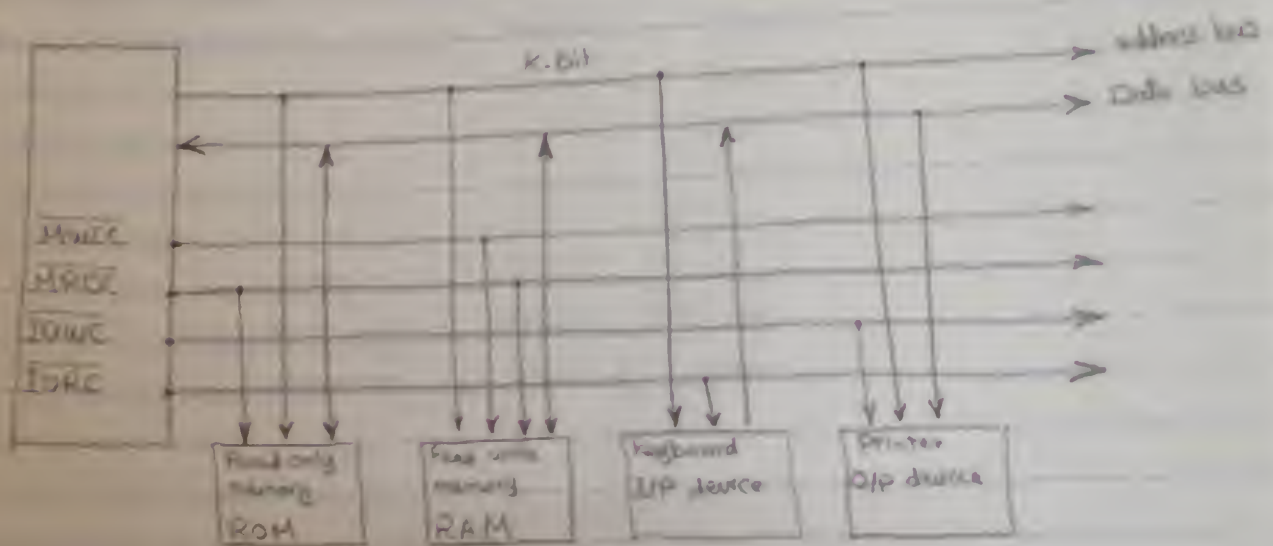 K.Bit
address bus
Data bus
MWTC
MRDC
IOWC
IORC
Read only
memory
ROM
Read write
memory
RAM
Keyboard
I/P device
Printer
O/P device